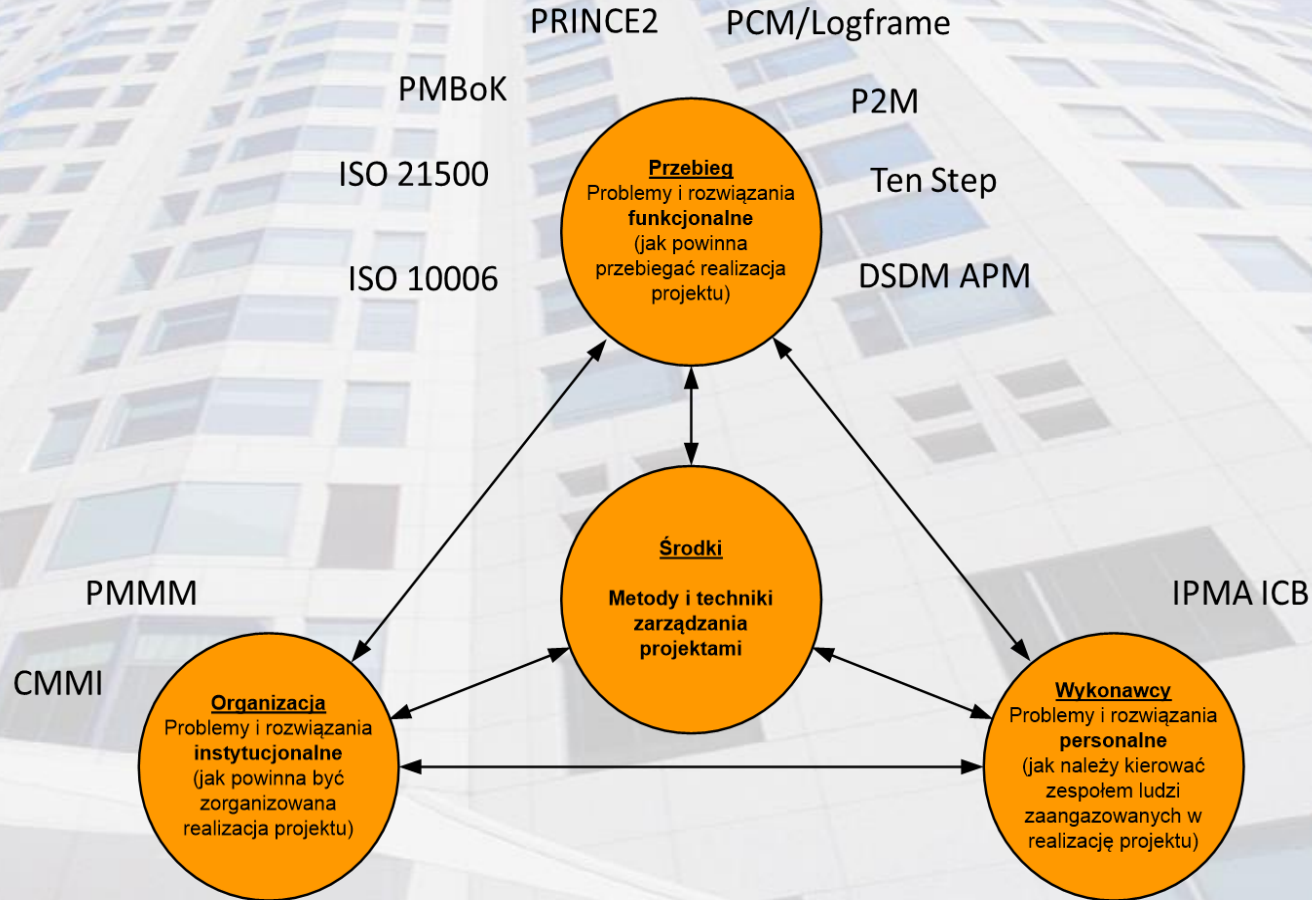 PRINCE2
PCM/Logframe
PMBoK
P2M
ISO 21500
Ten Step
ISO 10006
DSDM APM
Przebieg
Problemy i rozwiązania
funkcjonalne
(jak powinna
przebiegać realizacja
projektu)
Środki
Metody i techniki
zarządzania
projektami
PMMM
CMMI
Organizacja
Problemy i rozwiązania
instytucjonalne
(jak powinna być
zorganizowana
realizacja projektu)
IPMA ICB
Wykonawcy
Problemy i rozwiązania
personalne
(jak należy kierować
zespołem ludzi
zaangazowanych w
realizację projektu)